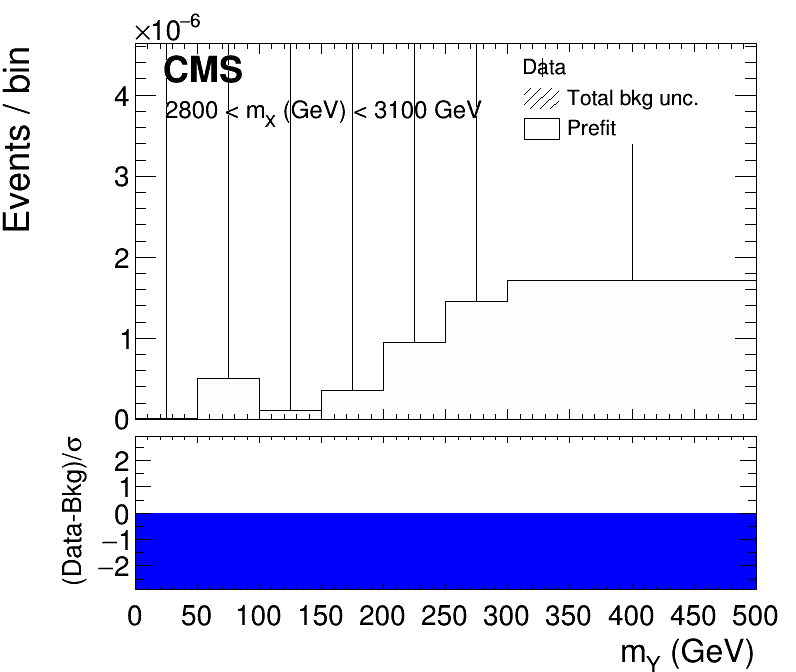 ×10⁻⁶
Events / bin
CMS
2800 < mX (GeV) < 3100 GeV
Data
Total bkg unc.
Prefit
4
3
2
1
0
(Data-Bkg)/σ
2
1
0
−1
−2
0 50 100 150 200 250 300 350 400 450 500
mY (GeV)